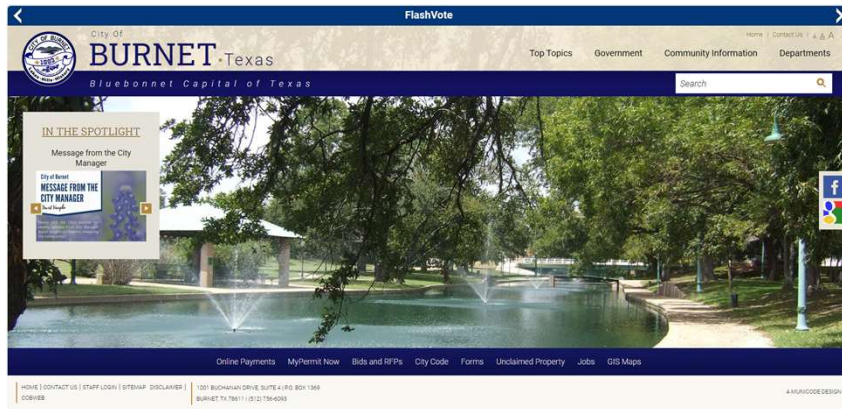 FlashVote
City Of
BURNET·Texas
Bluebonnet Capital of Texas
Home | Contact Us | A A A
Top Topics Government Community Information Departments
Search
IN THE SPOTLIGHT
Message from the City
Manager
City of Burnet
MESSAGE FROM THE
CITY MANAGER
Online Payments MyPermit Now Bids and RFPs City Code Forms Unclaimed Property Jobs GIS Maps
HOME | CONTACT US | STAFF LOGIN | SITEMAP DISCLAIMER |
COBWEB
1001 BUCHANAN DRIVE, SUITE 4 | P.O. BOX 1369
BURNET, TX 78611 | (512) 756-6093
A MUNICODE DESIGN